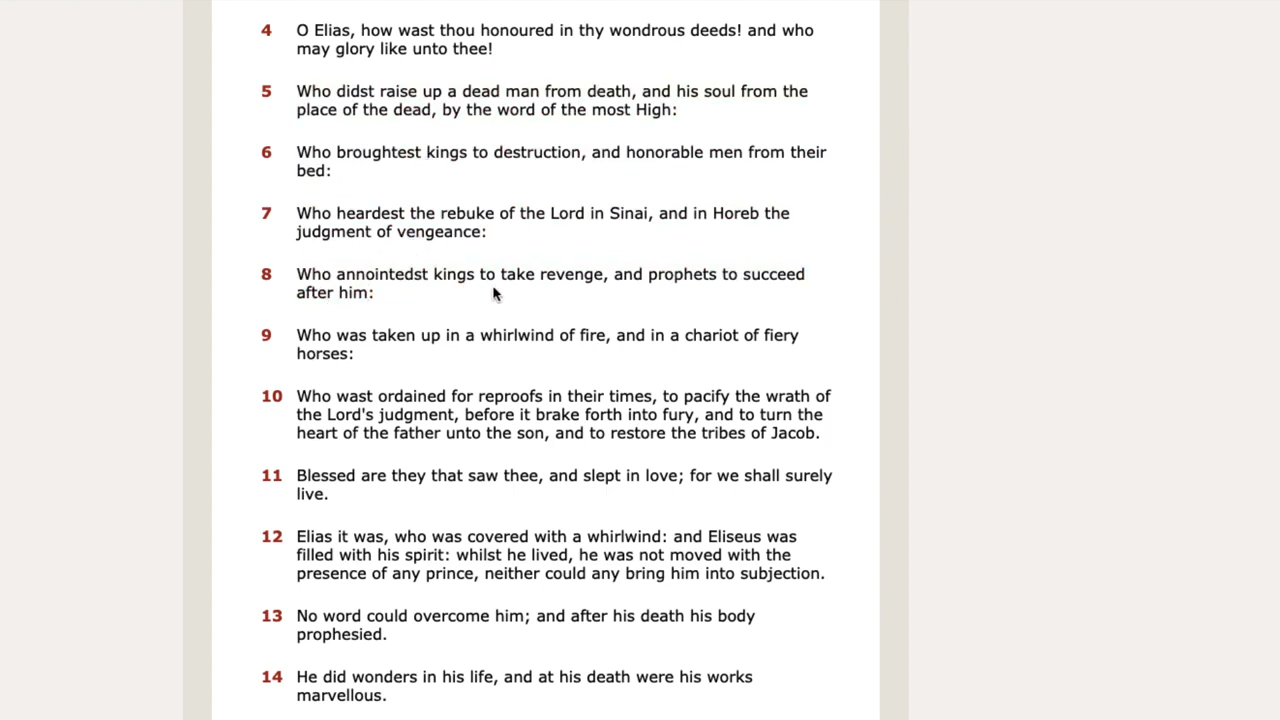 4 O Elias, how wast thou honoured in thy wondrous deeds! and who
may glory like unto thee!
5 Who didst raise up a dead man from death, and his soul from the
place of the dead, by the word of the most High:
6 Who broughtest kings to destruction, and honorable men from their
bed:
7 Who heardest the rebuke of the Lord in Sinai, and in Horeb the
judgment of vengeance:
8 Who annointedst kings to take revenge, and prophets to succeed
after him:
9 Who was taken up in a whirlwind of fire, and in a chariot of fiery
horses:
10 Who wast ordained for reproofs in their times, to pacify the wrath of
the Lord's judgment, before it brake forth into fury, and to turn the
heart of the father unto the son, and to restore the tribes of Jacob.
11 Blessed are they that saw thee, and slept in love; for we shall surely
live.
12 Elias it was, who was covered with a whirlwind: and Eliseus was
filled with his spirit: whilst he lived, he was not moved with the
presence of any prince, neither could any bring him into subjection.
13 No word could overcome him; and after his death his body
prophesied.
14 He did wonders in his life, and at his death were his works
marvellous.